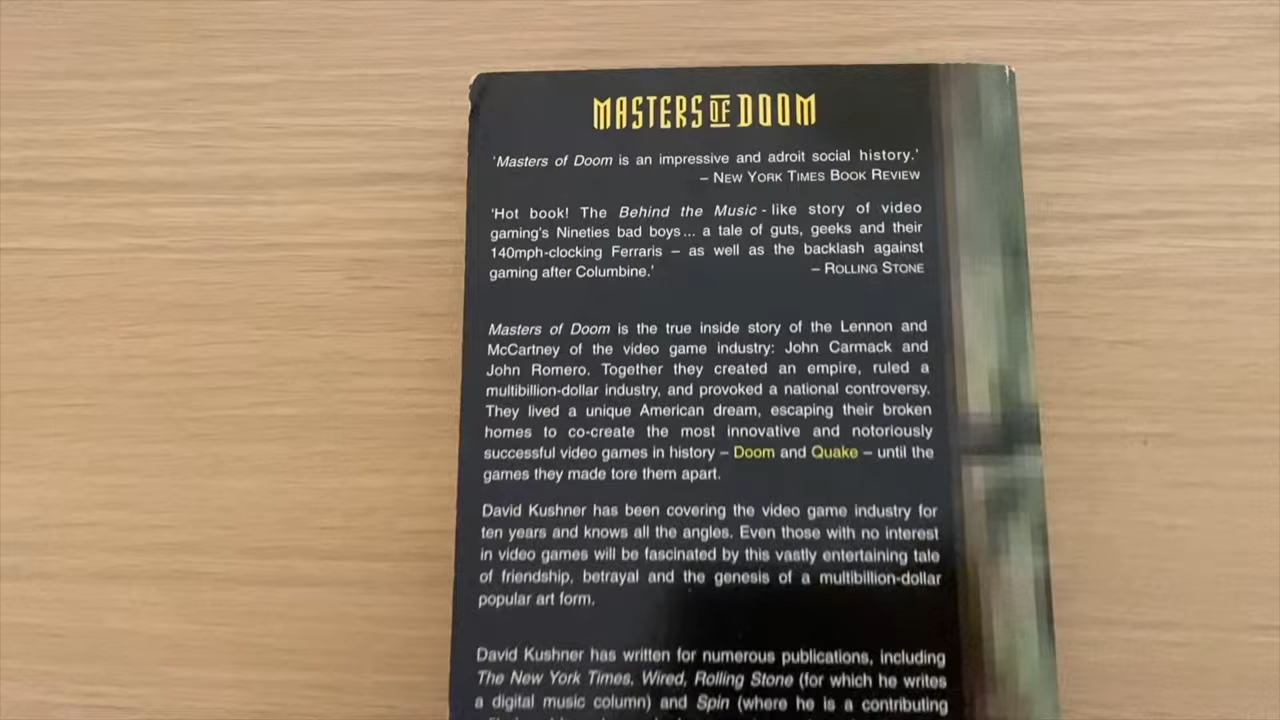 MASTERS OF DOOM
'Masters of Doom is an impressive and adroit social history.'
– NEW YORK TIMES BOOK REVIEW
'Hot book! The Behind the Music - like story of video
gaming's Nineties bad boys... a tale of guts, geeks and their
140mph-clocking Ferraris – as well as the backlash against
gaming after Columbine.' – ROLLING STONE
Masters of Doom is the true inside story of the Lennon and
McCartney of the video game industry: John Carmack and
John Romero. Together they created an empire, ruled a
multibillion-dollar industry, and provoked a national controversy.
They lived a unique American dream, escaping their broken
homes to co-create the most innovative and notoriously
successful video games in history – Doom and Quake – until the
games they made tore them apart.
David Kushner has been covering the video game industry for
ten years and knows all the angles. Even those with no interest
in video games will be fascinated by this vastly entertaining tale
of friendship, betrayal and the genesis of a multibillion-dollar
popular art form.
David Kushner has written for numerous publications, including
The New York Times, Wired, Rolling Stone (for which he writes
a digital music column) and Spin (where he is a contributing